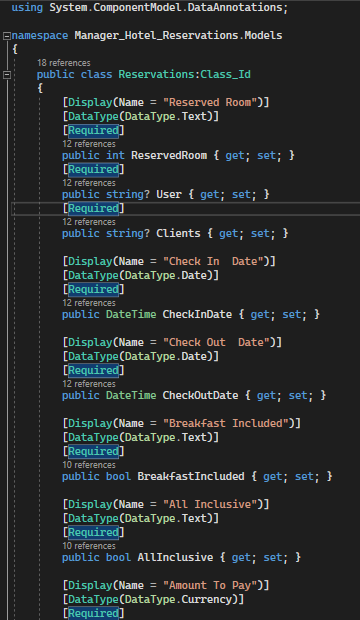 using System.ComponentModel.DataAnnotations;
namespace Manager_Hotel_Reservations.Models
{
18 references
public class Reservations:Class_Id
{
[Display(Name = "Reserved Room")]
[DataType(DataType.Text)]
[Required]
12 references
public int ReservedRoom { get; set; }
[Required]
12 references
public string? User { get; set; }
[Required]
12 references
public string? Clients { get; set; }
[Display(Name = "Check In  Date")]
[DataType(DataType.Date)]
[Required]
12 references
public DateTime CheckInDate { get; set; }
[Display(Name = "Check Out  Date")]
[DataType(DataType.Date)]
[Required]
12 references
public DateTime CheckOutDate { get; set; }
[Display(Name = "Breakfast Included")]
[DataType(DataType.Text)]
[Required]
10 references
public bool BreakfastIncluded { get; set; }
[Display(Name = "All Inclusive")]
[DataType(DataType.Text)]
[Required]
10 references
public bool AllInclusive { get; set; }
[Display(Name = "Amount To Pay")]
[DataType(DataType.Currency)]
[Required]